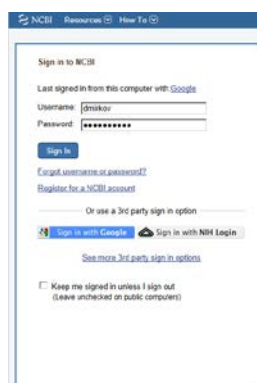 NCBI Resources How To
Sign in to NCBI
Last signed in from this computer with: Google
Username: dmirkov
Password: ••••••••••
Sign In
Forgot username or password?
Register for a NCBI account
Or use a 3rd party sign in option
Sign in with Google Sign in with NIH Login
See more 3rd party sign in options
Keep me signed in unless I sign out
(Leave unchecked on public computers)